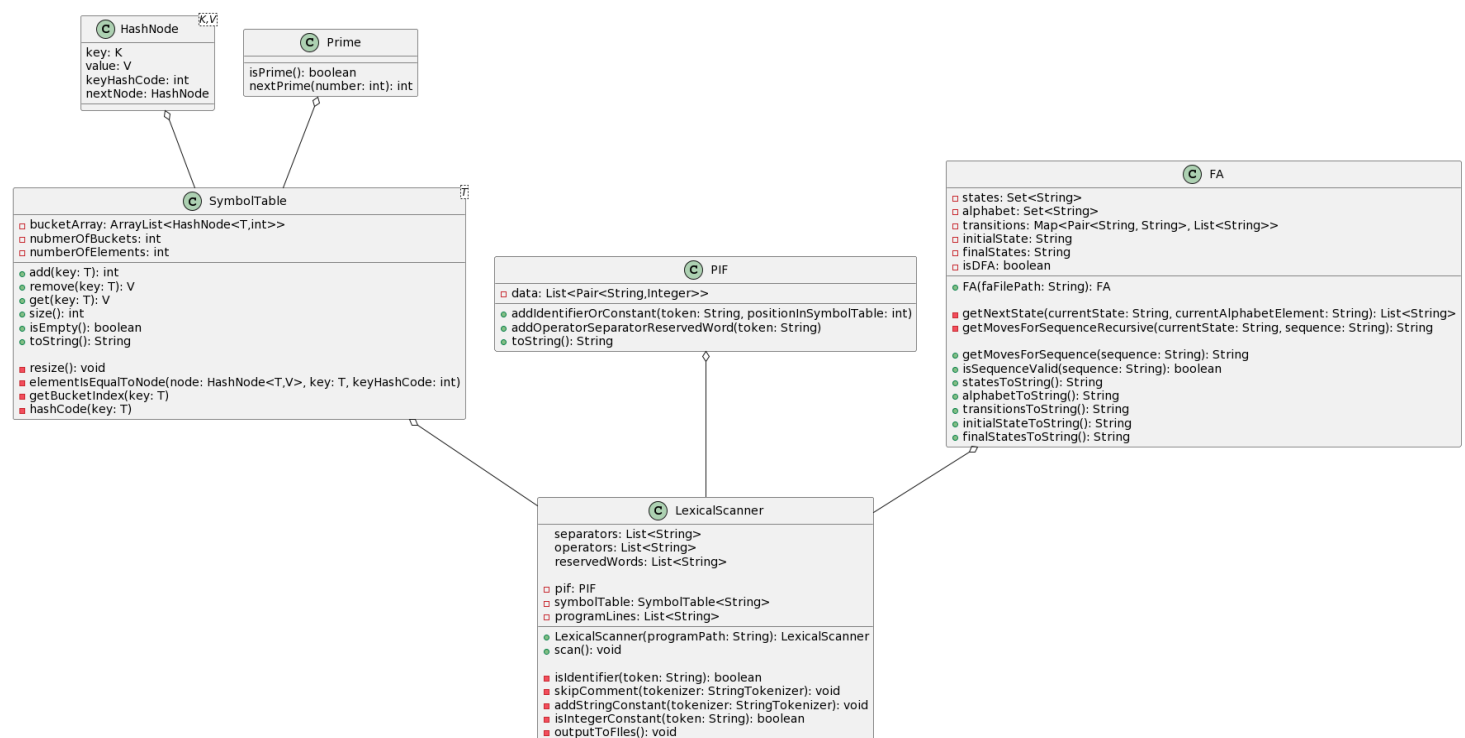 C HashNode
K,V
key: K
value: V
keyHashCode: int
nextNode: HashNode
C Prime
isPrime(): boolean
nextPrime(number: int): int
C SymbolTable
T
bucketArray: ArrayList<HashNode<T,int>>
nubmerOfBuckets: int
numberOfElements: int
add(key: T): int
remove(key: T): V
get(key: T): V
size(): int
isEmpty(): boolean
toString(): String
resize(): void
elementIsEqualToNode(node: HashNode<T,V>, key: T, keyHashCode: int)
getBucketIndex(key: T)
hashCode(key: T)
C PIF
data: List<Pair<String,Integer>>
addIdentifierOrConstant(token: String, positionInSymbolTable: int)
addOperatorSeparatorReservedWord(token: String)
toString(): String
C FA
states: Set<String>
alphabet: Set<String>
transitions: Map<Pair<String, String>, List<String>>
initialState: String
finalStates: String
isDFA: boolean
FA(faFilePath: String): FA
getNextState(currentState: String, currentAlphabetElement: String): List<String>
getMovesForSequenceRecursive(currentState: String, sequence: String): String
getMovesForSequence(sequence: String): String
isSequenceValid(sequence: String): boolean
statesToString(): String
alphabetToString(): String
transitionsToString(): String
initialStateToString(): String
finalStatesToString(): String
C LexicalScanner
separators: List<String>
operators: List<String>
reservedWords: List<String>
pif: PIF
symbolTable: SymbolTable<String>
programLines: List<String>
LexicalScanner(programPath: String): LexicalScanner
scan(): void
isIdentifier(token: String): boolean
skipComment(tokenizer: StringTokenizer): void
addStringConstant(tokenizer: StringTokenizer): void
isIntegerConstant(token: String): boolean
outputToFIles(): void